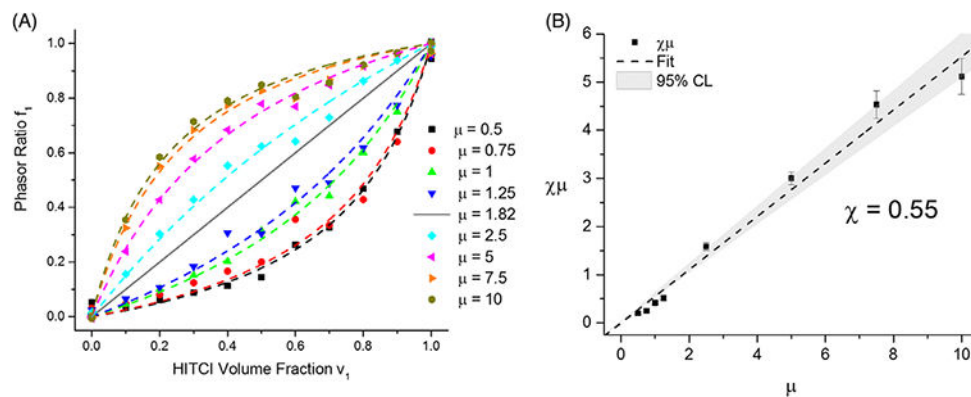 (A)
1.0
0.8
0.6
0.4
0.2
0.0
Phasor Ratio f₁
0.0 0.2 0.4 0.6 0.8 1.0
HITCI Volume Fraction v₁
μ = 0.5
μ = 0.75
μ = 1
μ = 1.25
μ = 1.82
μ = 2.5
μ = 5
μ = 7.5
μ = 10
(B)
6
5
4
3
2
1
0
χμ
χμ
Fit
95% CL
χ = 0.55
0 2 4 6 8 10
μ